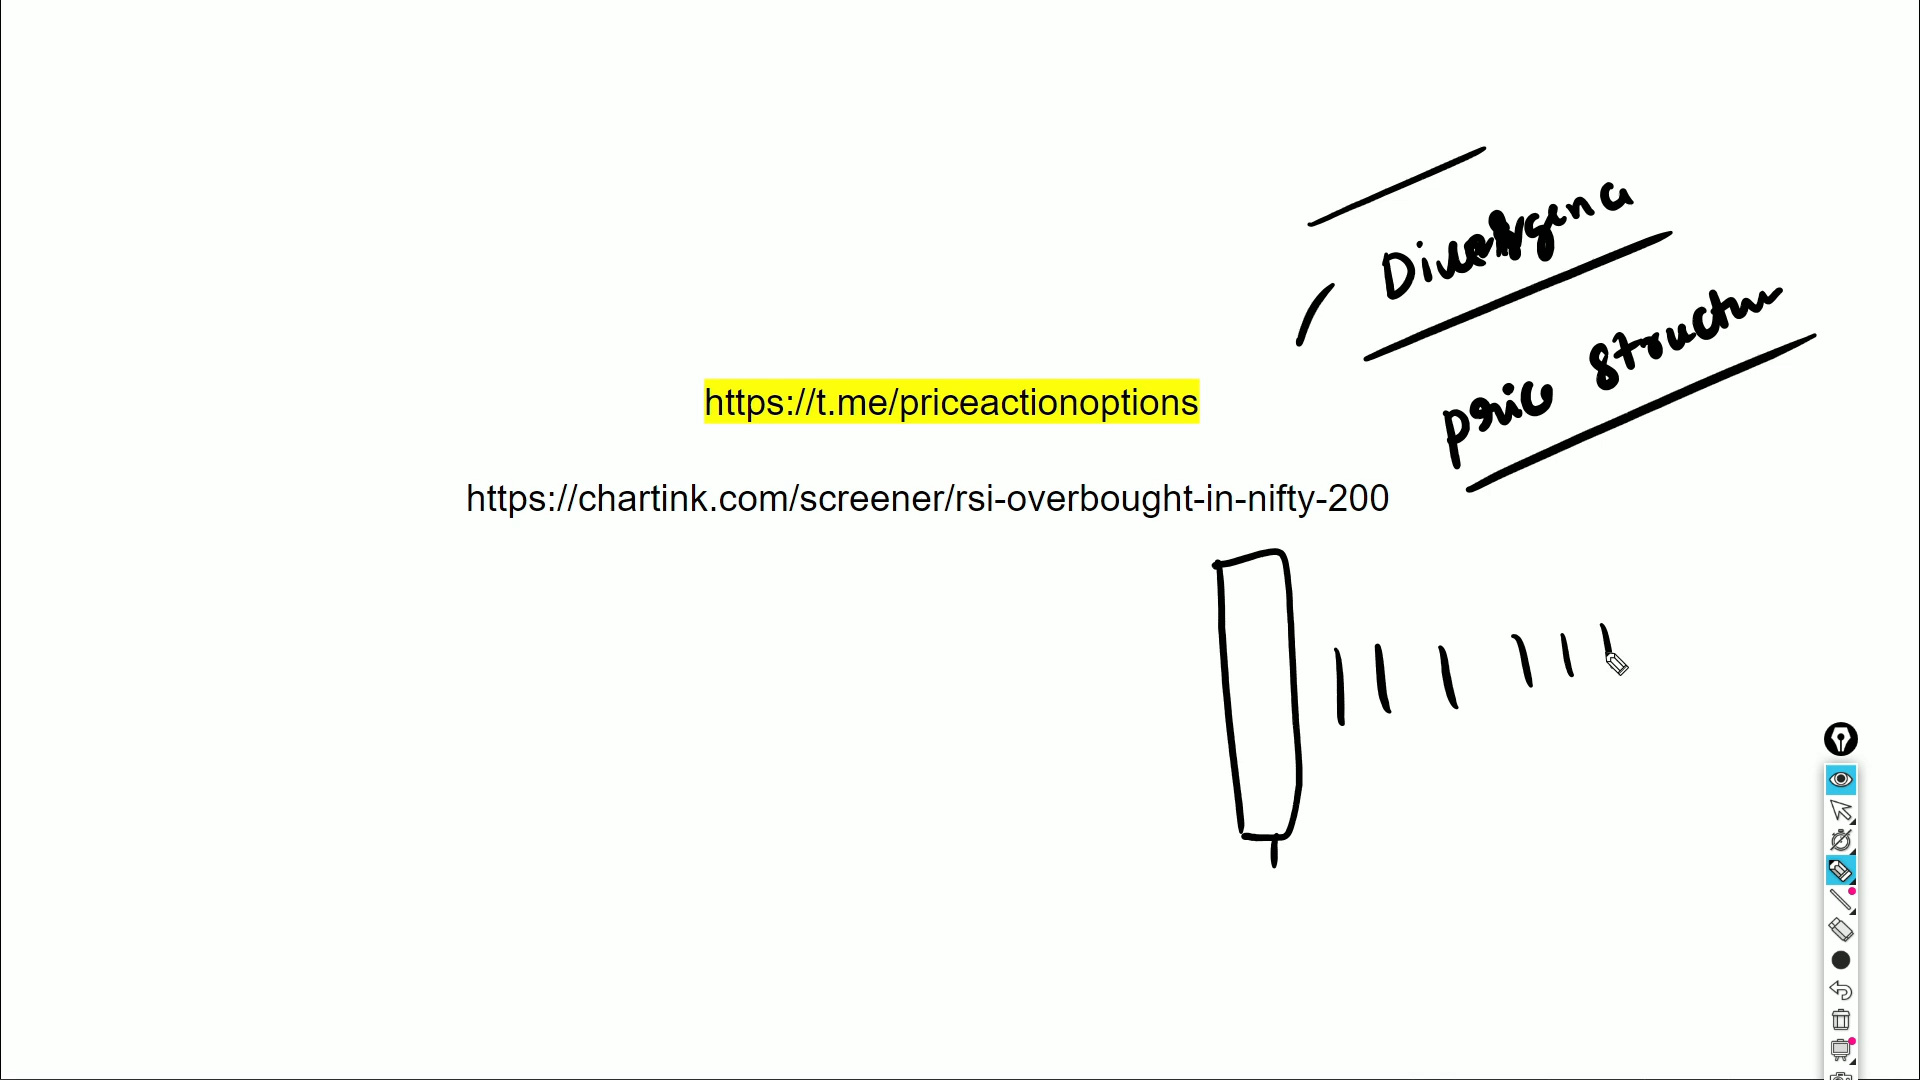 Divergence
price structure
https://t.me/priceactionoptions
https://chartink.com/screener/rsi-overbought-in-nifty-200